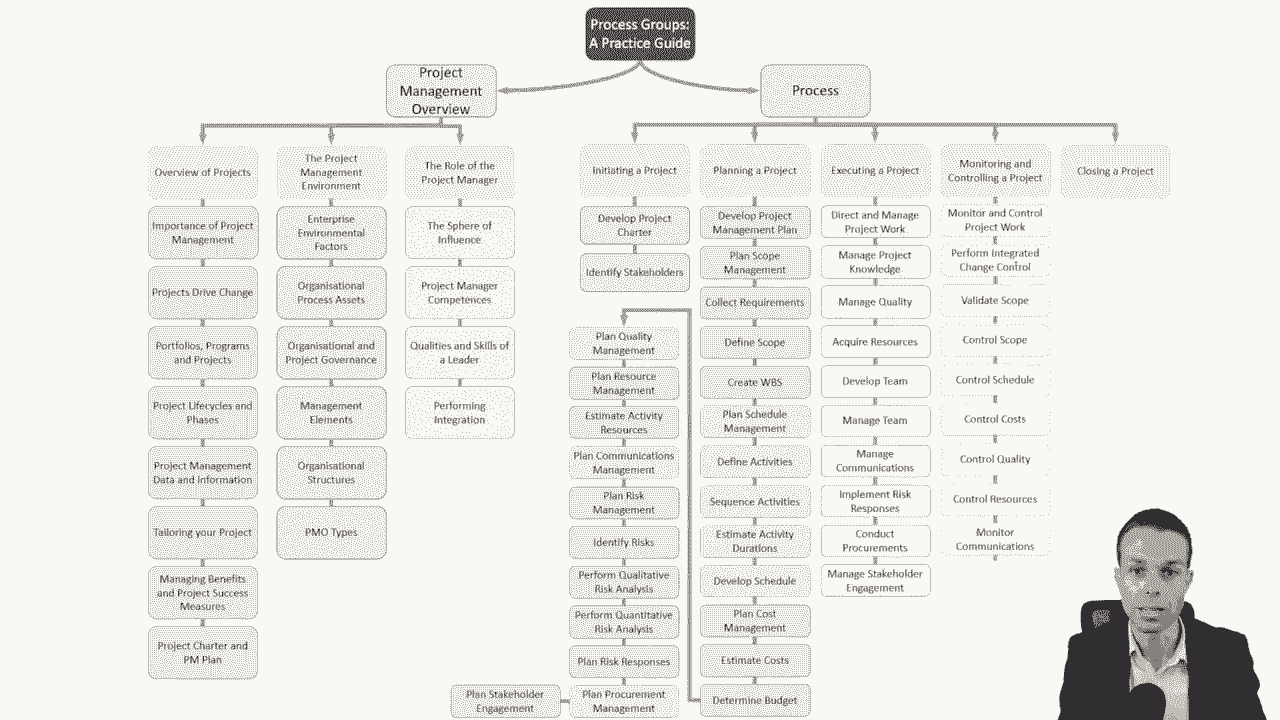 Process Groups:
A Practice Guide
Project
Management
Overview
Process
Overview of Projects
Importance of Project
Management
Projects Drive Change
Portfolios, Programs
and Projects
Project Lifecycles and
Phases
Project Management
Data and Information
Tailoring your Project
Managing Benefits
and Project Success
Measures
Project Charter and
PM Plan
The Project
Management
Environment
Enterprise
Environmental
Factors
Organisational
Process Assets
Organisational and
Project Governance
Management
Elements
Organisational
Structures
PMO Types
The Role of the
Project Manager
The Sphere of
Influence
Project Manager
Competences
Qualities and Skills of
a Leader
Performing
Integration
Initiating a Project
Develop Project
Charter
Identify Stakeholders
Planning a Project
Develop Project
Management Plan
Plan Scope
Management
Collect Requirements
Define Scope
Create WBS
Plan Schedule
Management
Define Activities
Sequence Activities
Estimate Activity
Durations
Develop Schedule
Plan Cost
Management
Estimate Costs
Determine Budget
Plan Quality
Management
Plan Resource
Management
Estimate Activity
Resources
Plan Communications
Management
Plan Risk
Management
Identify Risks
Perform Qualitative
Risk Analysis
Perform Quantitative
Risk Analysis
Plan Risk Responses
Plan Procurement
Management
Plan Stakeholder
Engagement
Executing a Project
Direct and Manage
Project Work
Manage Project
Knowledge
Manage Quality
Acquire Resources
Develop Team
Manage Team
Manage
Communications
Implement Risk
Responses
Conduct
Procurements
Manage Stakeholder
Engagement
Monitoring and
Controlling a Project
Monitor and Control
Project Work
Perform Integrated
Change Control
Validate Scope
Control Scope
Control Schedule
Control Costs
Control Quality
Control Resources
Monitor
Communications
Closing a Project